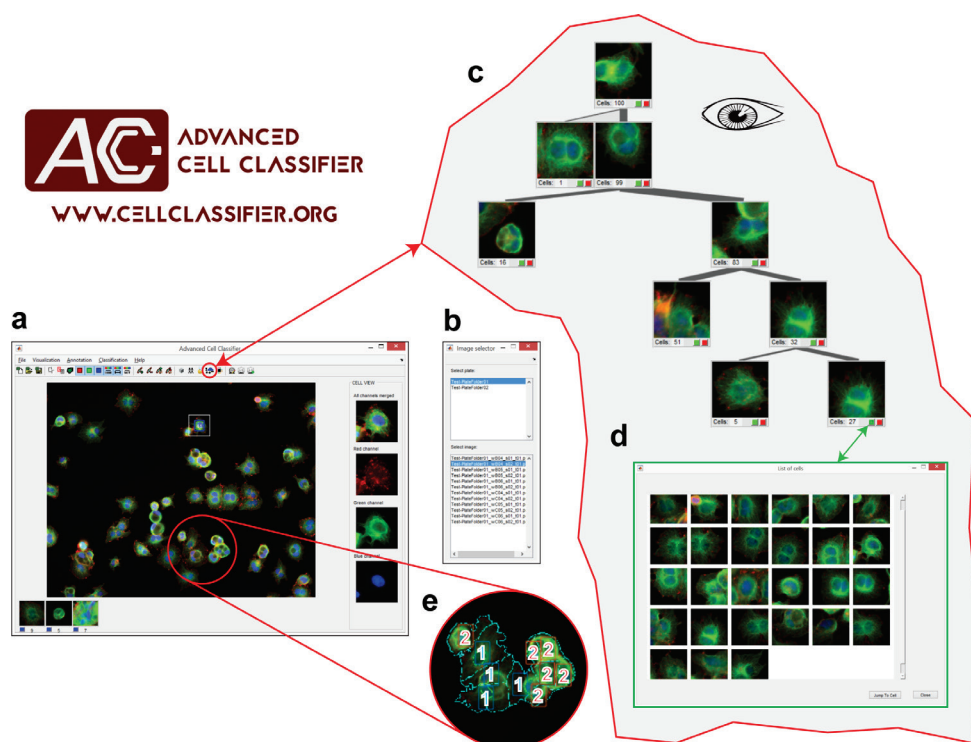 ACC
ADVANCED
CELL CLASSIFIER
WWW.CELLCLASSIFIER.ORG
c
Cells: 100
Cells: 1
Cells: 99
Cells: 16
Cells: 83
Cells: 51
Cells: 32
Cells: 5
Cells: 27
a
Advanced Cell Classifier
File Visualization Annotation Classification Help
CELL VIEW
All channels merged
Red channel
Green channel
Blue channel
b
Image selector
Select plate:
Test-PlateFolder01
Test-PlateFolder02
Select image:
d
List of cells
Jump To Cell
Close
e
2
1
2
2
1
2
2
1
1
2